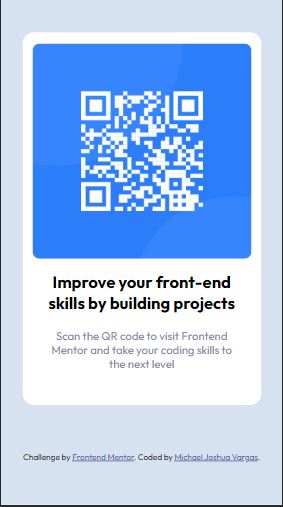 Improve your front-end
skills by building projects
Scan the QR code to visit Frontend
Mentor and take your coding skills to
the next level
Challenge by Frontend Mentor. Coded by Michael Joshua Vargas.